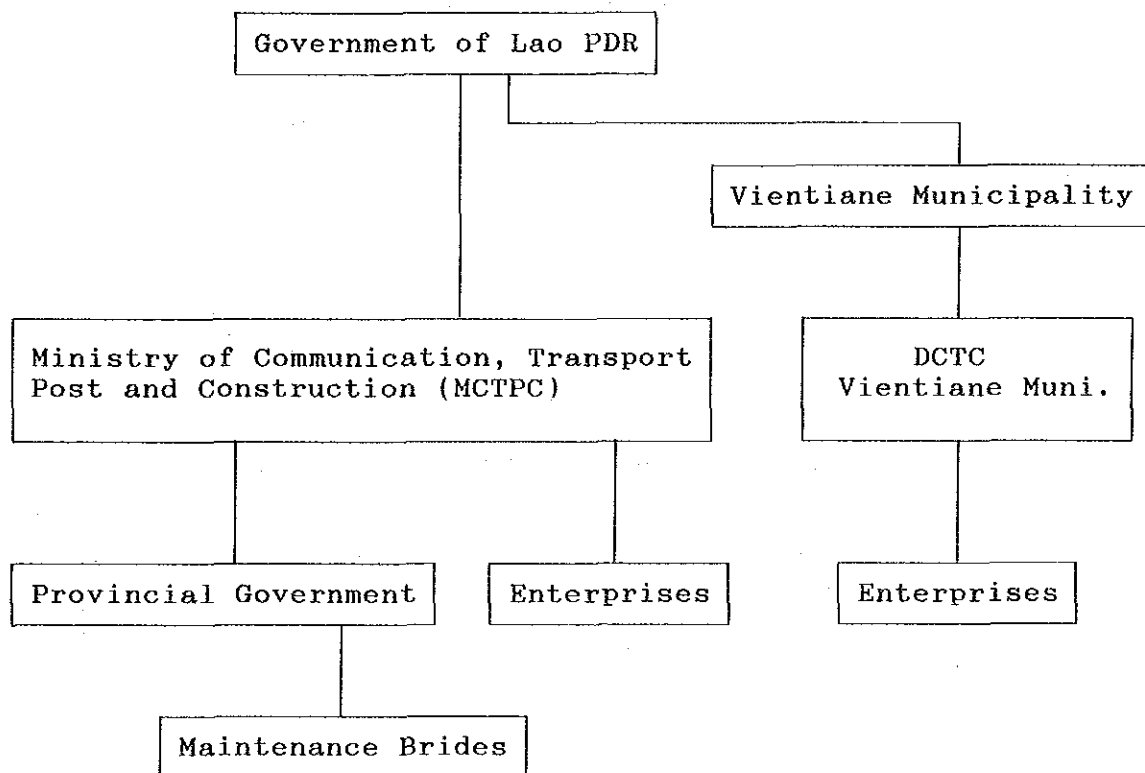 Government of Lao PDR
Vientiane Municipality
Ministry of Communication, Transport
Post and Construction (MCTPC)
DCTC
Vientiane Muni.
Provincial Government
Enterprises
Enterprises
Maintenance Brides